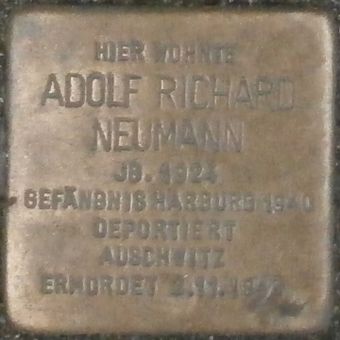 HIER WOHNTE
ADOLF RICHARD
NEUMANN
JG. 1924
GEFÄNGNIS HARBURG 1940
DEPORTIERT
AUSCHWITZ
ERMORDET